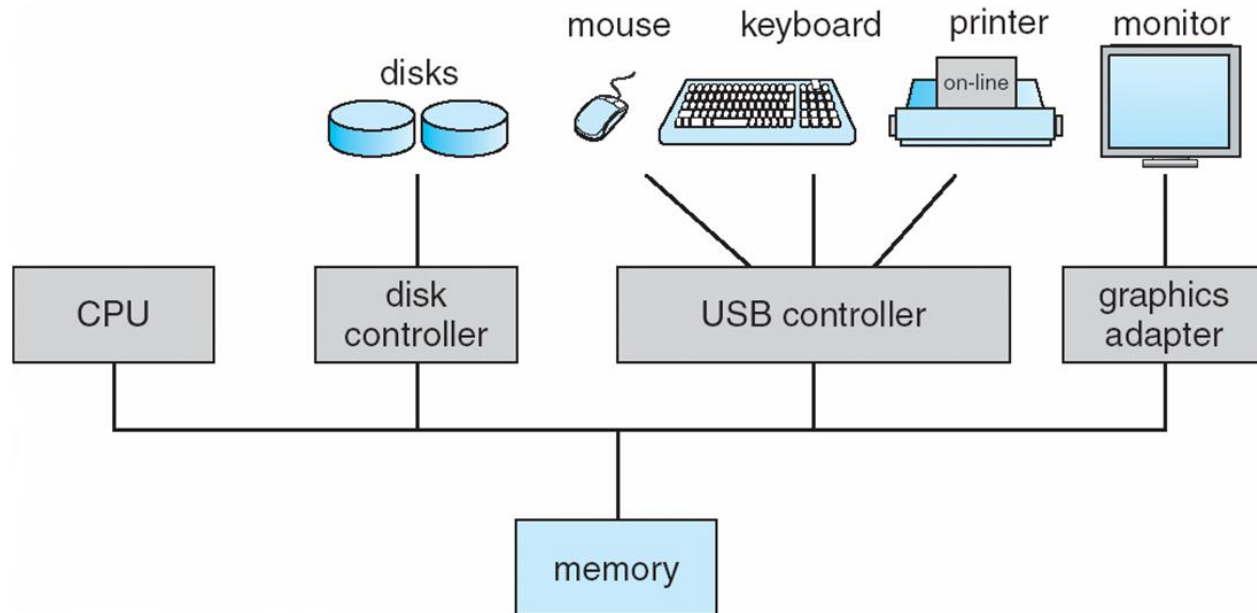 mouse
keyboard
printer
monitor
disks
on-line
CPU
disk
controller
USB controller
graphics
adapter
memory